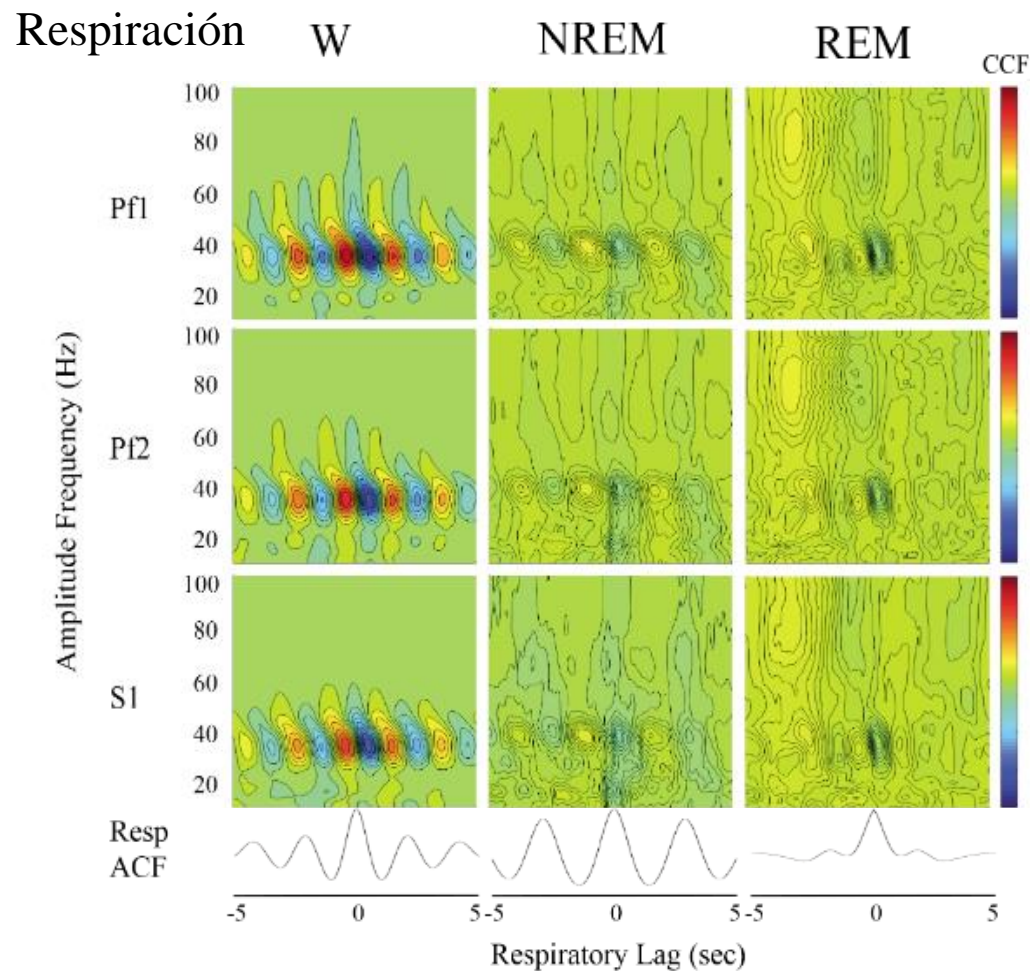 Respiración
W
NREM
REM
CCF
Amplitude Frequency (Hz)
Pf1
100
80
60
40
20
Pf2
100
80
60
40
20
S1
100
80
60
40
20
Resp
ACF
-5 0 5 -5 0 5 -5 0 5
Respiratory Lag (sec)